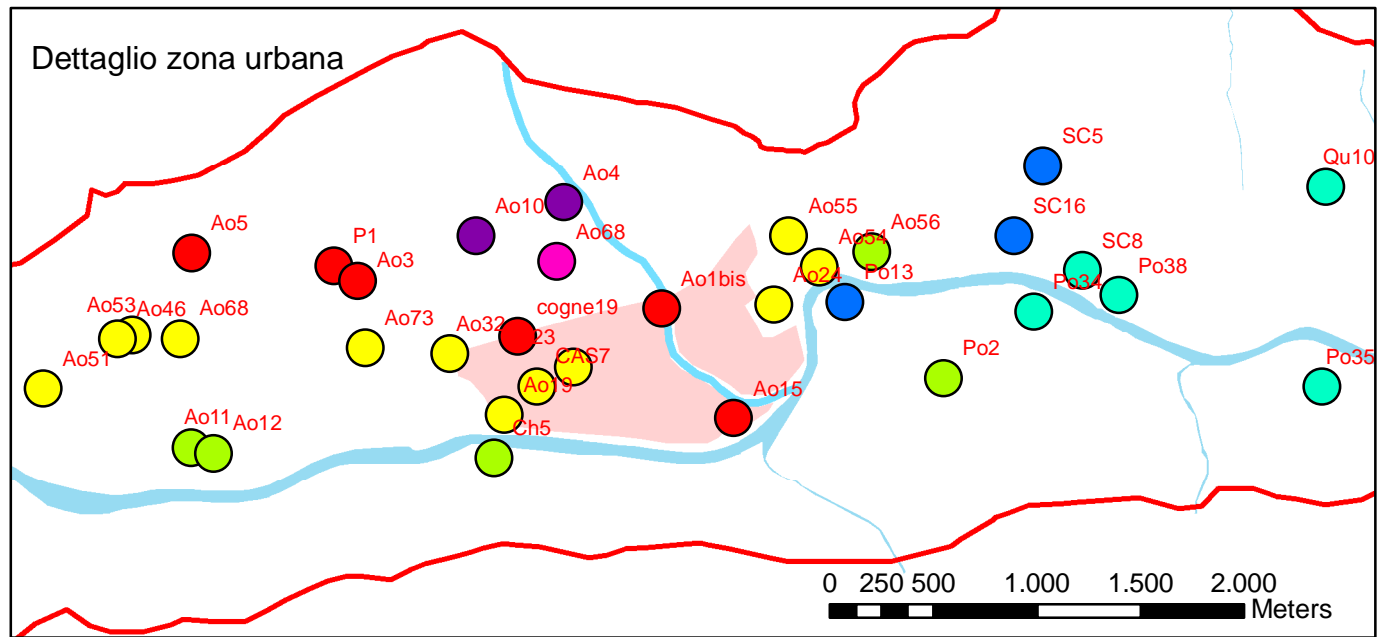 Dettaglio zona urbana
SC5
Qu10
Ao4
Ao10
Ao55
Ao56
SC16
Ao5
P1
Ao3
Ao68
Ao54
SC8
Ao1bis
Ao24
Po13
Po34
Po38
Ao53
Ao46
Ao68
Ao73
Ao32
cogne19
23
CAS7
Po2
Po35
Ao51
Ao19
Ao15
Ao11
Ao12
Ch5
0 250 500 1.000 1.500 2.000
Meters